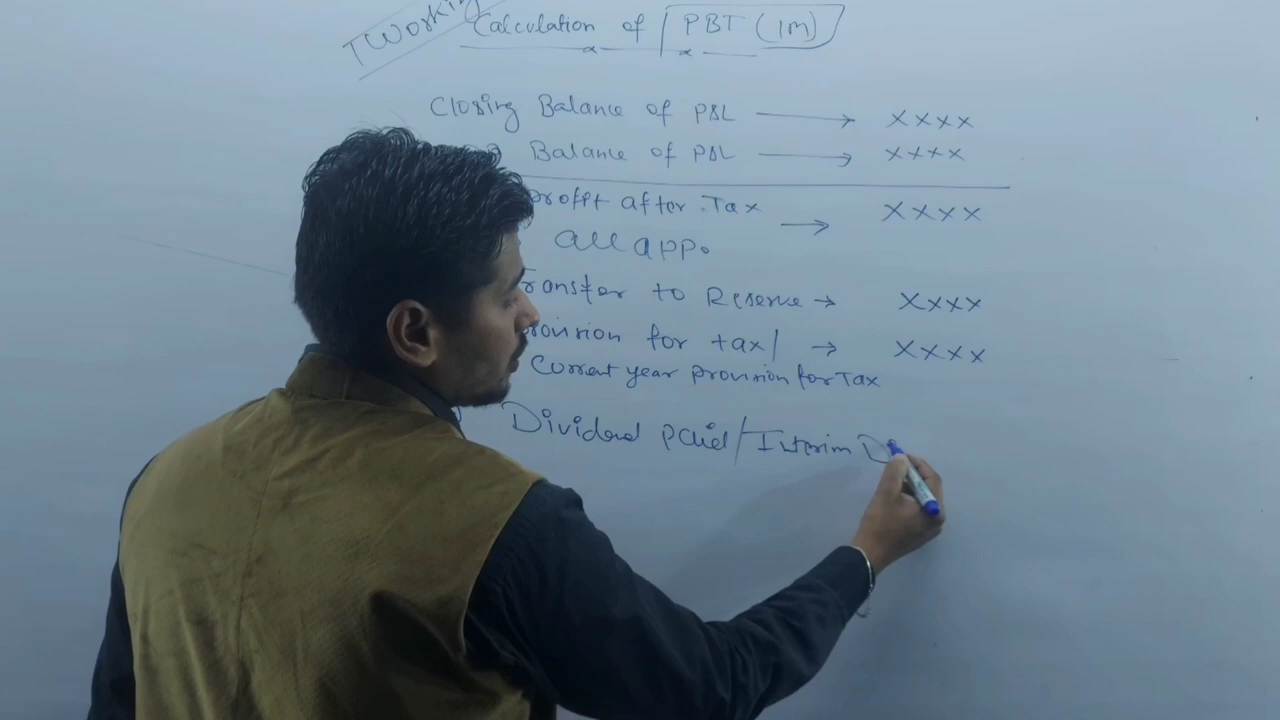 Working
Calculation of PBT (1M)
Closing Balance of P&L → xxxx
Balance of P&L → xxxx
profit after Tax → xxxx
all app.
Transfer to Reserve → xxxx
provision for tax/ → xxxx
Current year provision for Tax
Dividend paid/Interim D